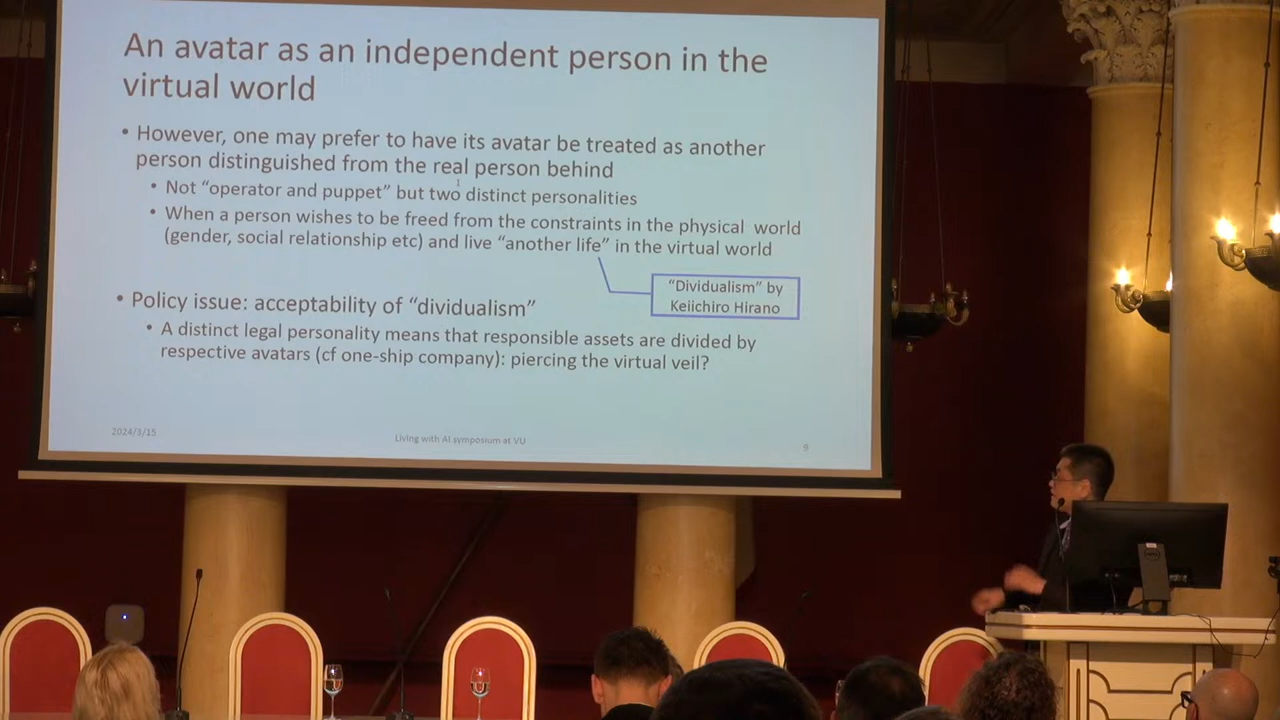 An avatar as an independent person in the
virtual world
• However, one may prefer to have its avatar be treated as another
person distinguished from the real person behind
• Not “operator and puppet” but two distinct personalities
• When a person wishes to be freed from the constraints in the physical world
(gender, social relationship etc) and live “another life” in the virtual world
“Dividualism” by
Keiichiro Hirano
• Policy issue: acceptability of “dividualism”
• A distinct legal personality means that responsible assets are divided by
respective avatars (cf one-ship company): piercing the virtual veil?
2024/3/15
Living with AI symposium at VU
9